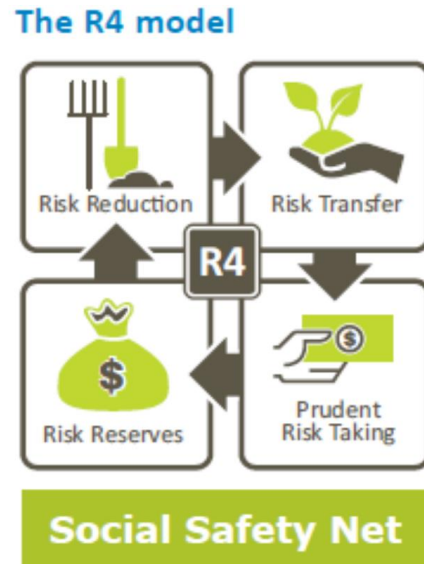 The R4 model
Risk Reduction
Risk Transfer
R4
$
Risk Reserves
$
Prudent
Risk Taking
Social Safety Net